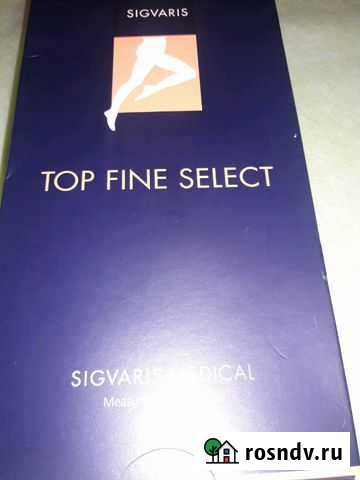 SIGVARIS
TOP FINE SELECT
SIGVARIS MEDICAL
rosndv.ru